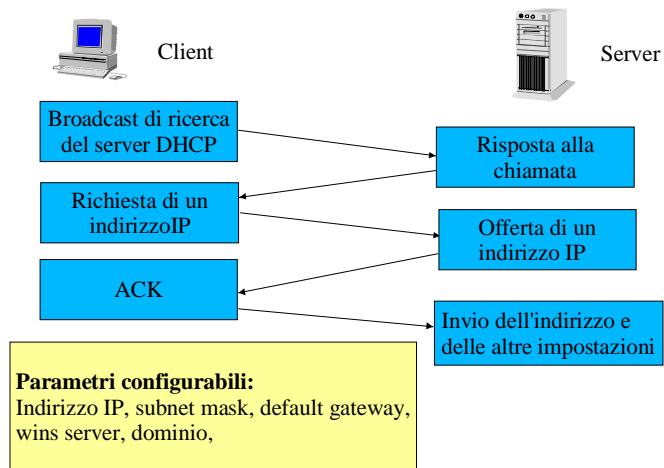 Client
Server
Broadcast di ricerca
del server DHCP
Risposta alla
chiamata
Richiesta di un
indirizzoIP
Offerta di un
indirizzo IP
ACK
Invio dell'indirizzo e
delle altre impostazioni
Parametri configurabili:
Indirizzo IP, subnet mask, default gateway,
wins server, dominio,